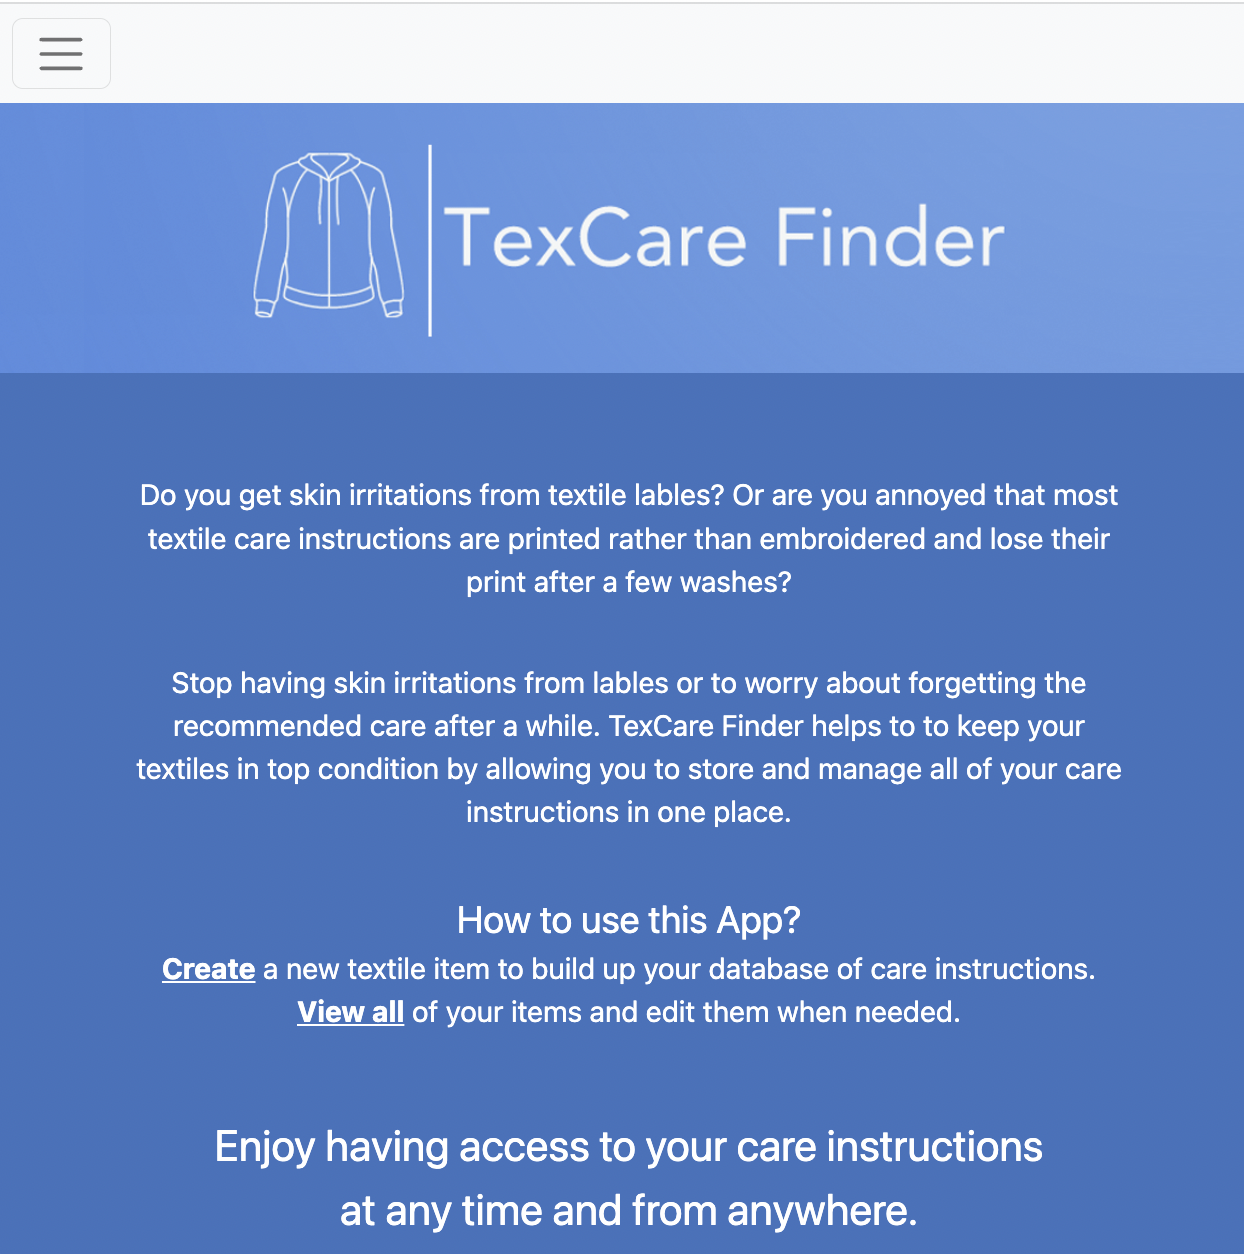 TexCare Finder
Do you get skin irritations from textile lables? Or are you annoyed that most
textile care instructions are printed rather than embroidered and lose their
print after a few washes?
Stop having skin irritations from lables or to worry about forgetting the
recommended care after a while. TexCare Finder helps to to keep your
textiles in top condition by allowing you to store and manage all of your care
instructions in one place.
How to use this App?
Create a new textile item to build up your database of care instructions.
View all of your items and edit them when needed.
Enjoy having access to your care instructions
at any time and from anywhere.